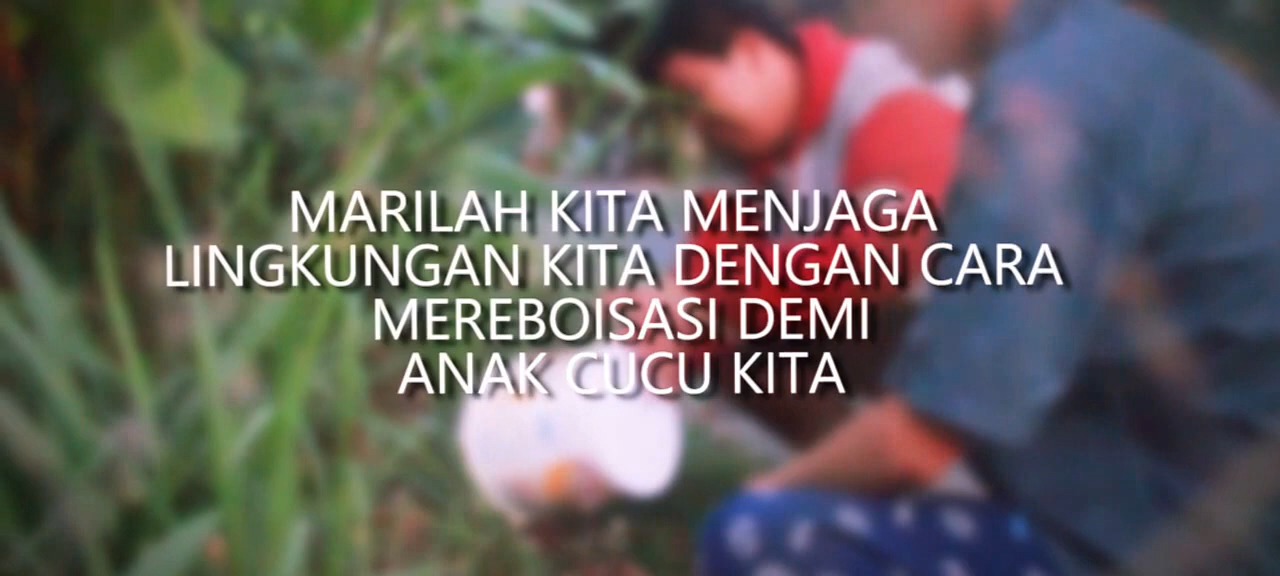 MARILAH KITA MENJAGA
LINGKUNGAN KITA DENGAN CARA
MEREBOISASI DEMI
ANAK CUCU KITA